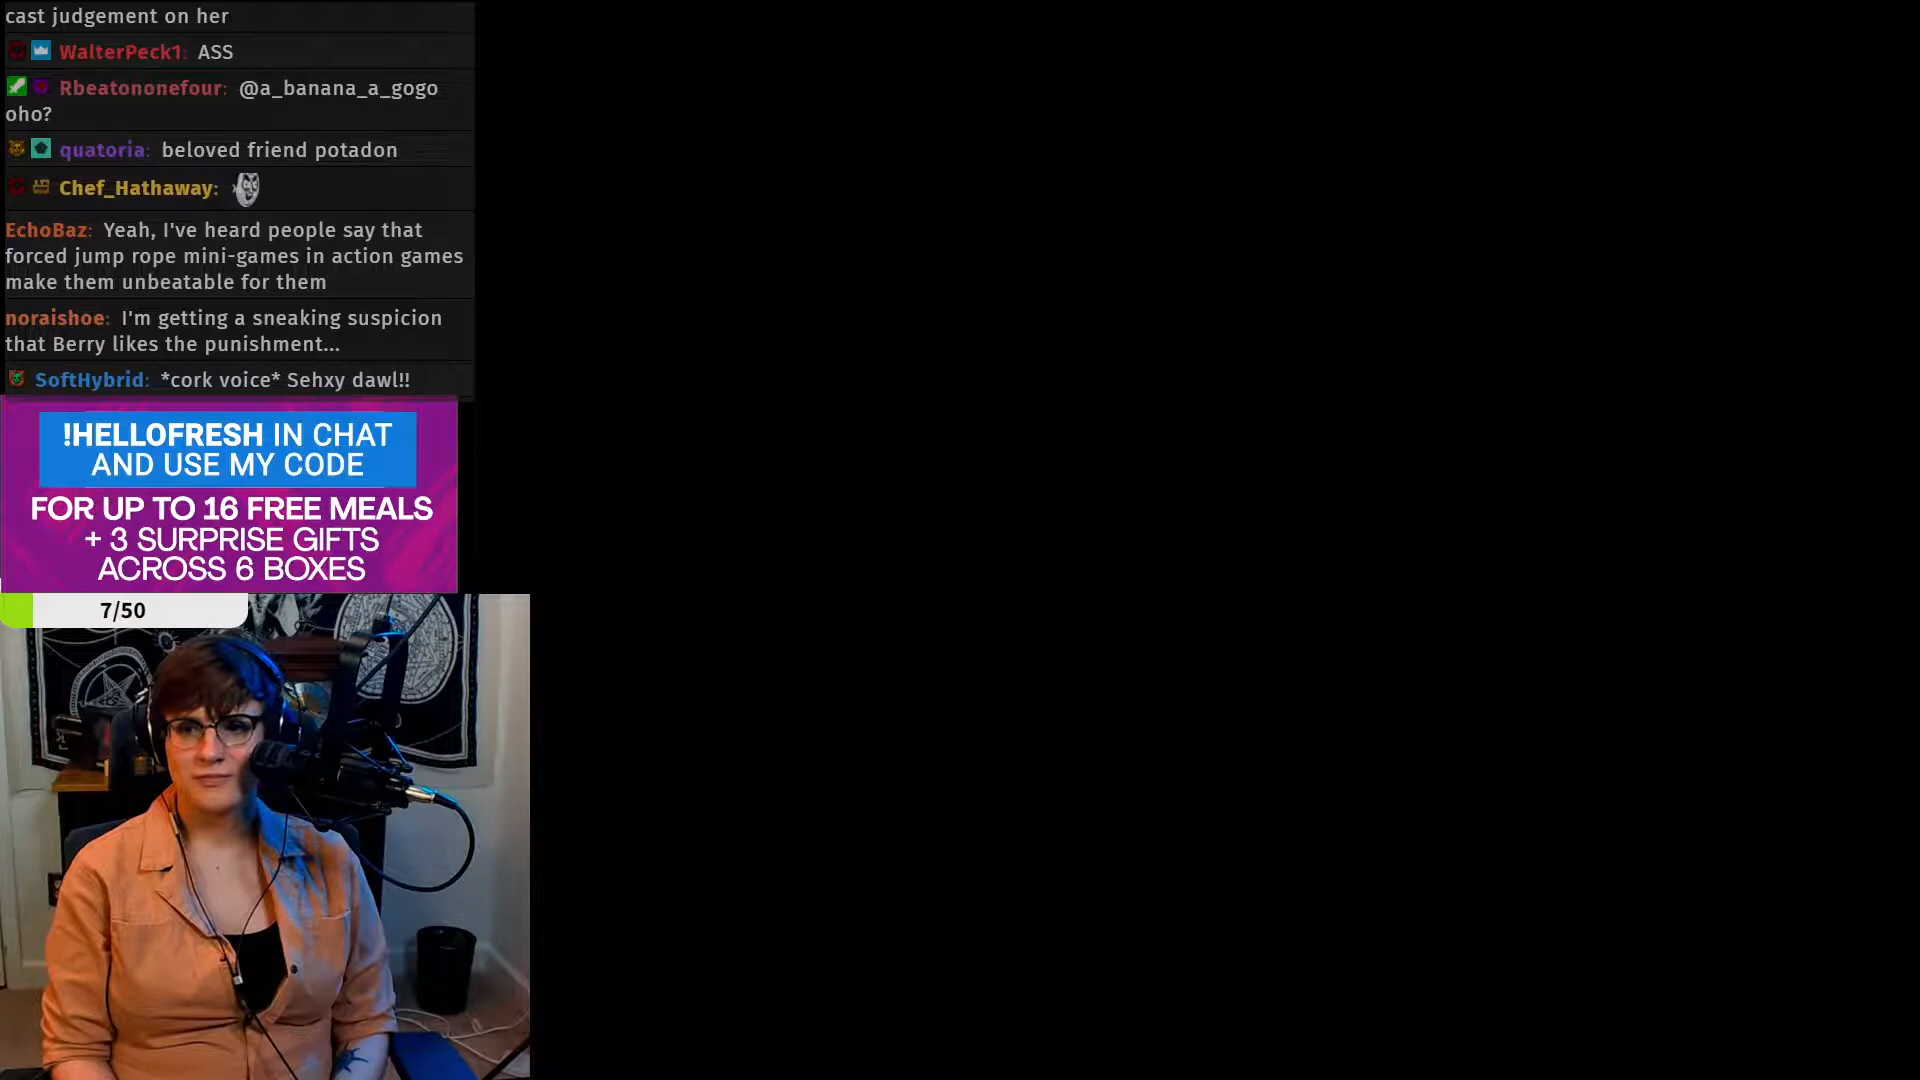 cast judgement on her
WalterPeck1: ASS
Rbeatononefour: @a_banana_a_gogo
oho?
quatoria: beloved friend potadon
Chef_Hathaway:
EchoBaz: Yeah, I've heard people say that
forced jump rope mini-games in action games
make them unbeatable for them
noraishoe: I'm getting a sneaking suspicion
that Berry likes the punishment...
SoftHybrid: *cork voice* Sehxy dawl!!
!HELLOFRESH IN CHAT
AND USE MY CODE
FOR UP TO 16 FREE MEALS
+ 3 SURPRISE GIFTS
ACROSS 6 BOXES
7/50